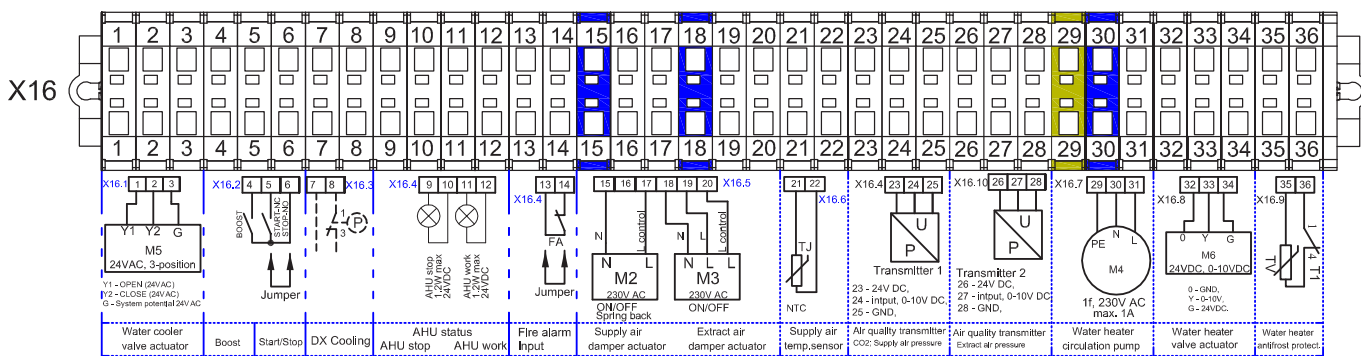 1 2 3 4 5 6 7 8 9 10 11 12 13 14 15 16 17 18 19 20 21 22 23 24 25 26 27 28 29 30 31 32 33 34 35 36
X16
1 2 3 4 5 6 7 8 9 10 11 12 13 14 15 16 17 18 19 20 21 22 23 24 25 26 27 28 29 30 31 32 33 34 35 36
X16.1 1 2 3
Y1 Y2 G
M5
24VAC, 3-position
Y1 - OPEN (24VAC)
Y2 - CLOSE (24VAC)
G - System potential 24VAC
Water cooler
valve actuator
X16.2 4 5 6
BOOST
START-NC
STOP-NO
Jumper
Boost
Start/Stop
7 8 X16.3
1
3
P
DX Cooling
X16.4 9 10 11 12
AHU stop
1,2W max
24VDC
AHU work
1,2W max
24VDC
AHU status
AHU stop AHU work
13 14
X16.4
FA
Jumper
Fire alarm
Input
15 16 17 18 19 20 X16.5
N L control N L control
N L
M2
230V AC
ON/OFF
Spring back
N L
M3
230V AC
ON/OFF
Supply air
damper actuator
Extract air
damper actuator
21 22
X16.6
TJ
NTC
Supply air
temp,sensor
X16.4 23 24 25
U
P
Transmitter 1
23 - 24V DC,
24 - intput, 0-10V DC,
25 - GND,
Air quality transmitter
CO2: Supply air pressure
X16.10 26 27 28
U
P
Transmitter 2
26 - 24V DC,
27 - intput, 0-10V DC
28 - GND,
Air quality transmitter
Extract air pressure
X16.7 29 30 31
PE N L
M4
1f, 230V AC
max. 1A
Water heater
circulation pump
32 33 34
X16.8
0 Y G
M6
24VDC, 0-10VDC
0 - GND,
Y - 0-10V,
G - 24VDC.
Water heater
valve actuator
35 36
X16.9
TV
1
4
T1
Water heater
antifrost protect.